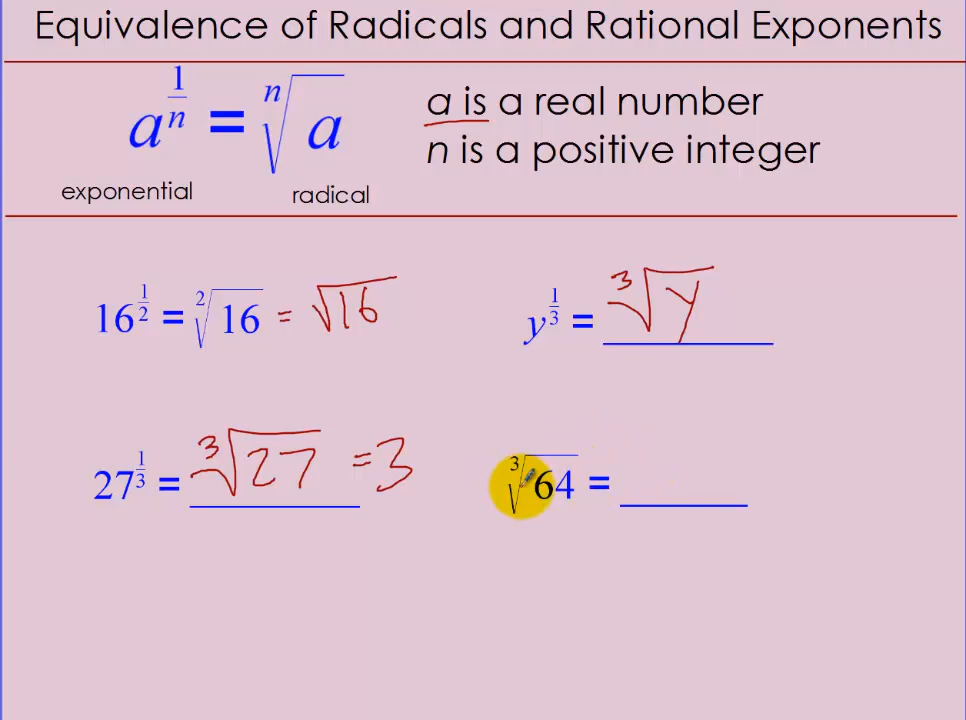 Equivalence of Radicals and Rational Exponents
a^(1/n) = ⁿ√a
a is a real number
n is a positive integer
exponential
radical
16^(1/2) = ²√16 = √16
y^(1/3) = ³√y
27^(1/3) = ³√27 = 3
³√64 =